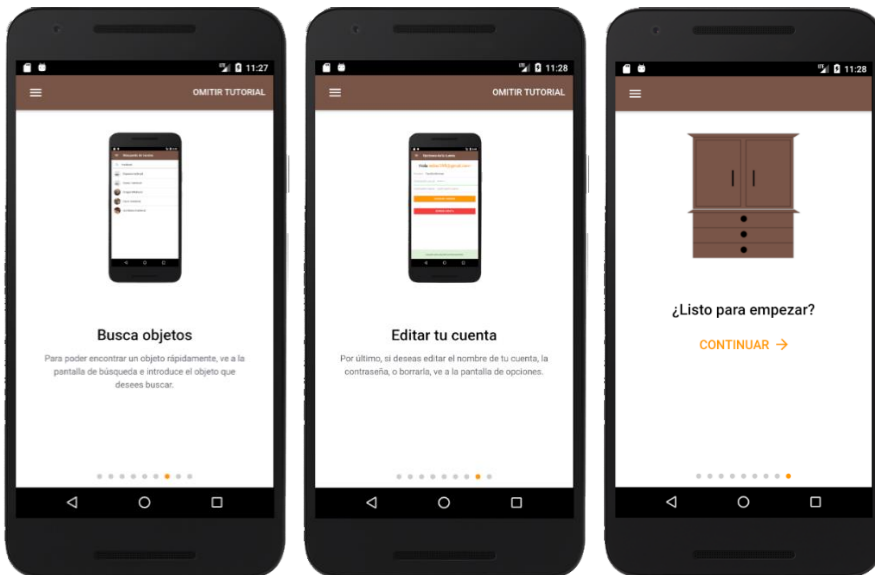 11:27
OMITIR TUTORIAL
Busca objetos
Para poder encontrar un objeto rápidamente, ve a la
pantalla de búsqueda e introduce el objeto que
desees buscar.
11:28
OMITIR TUTORIAL
Editar tu cuenta
Por último, si deseas editar el nombre de tu cuenta, la
contraseña, o borrarla, ve a la pantalla de opciones.
11:28
¿Listo para empezar?
CONTINUAR →